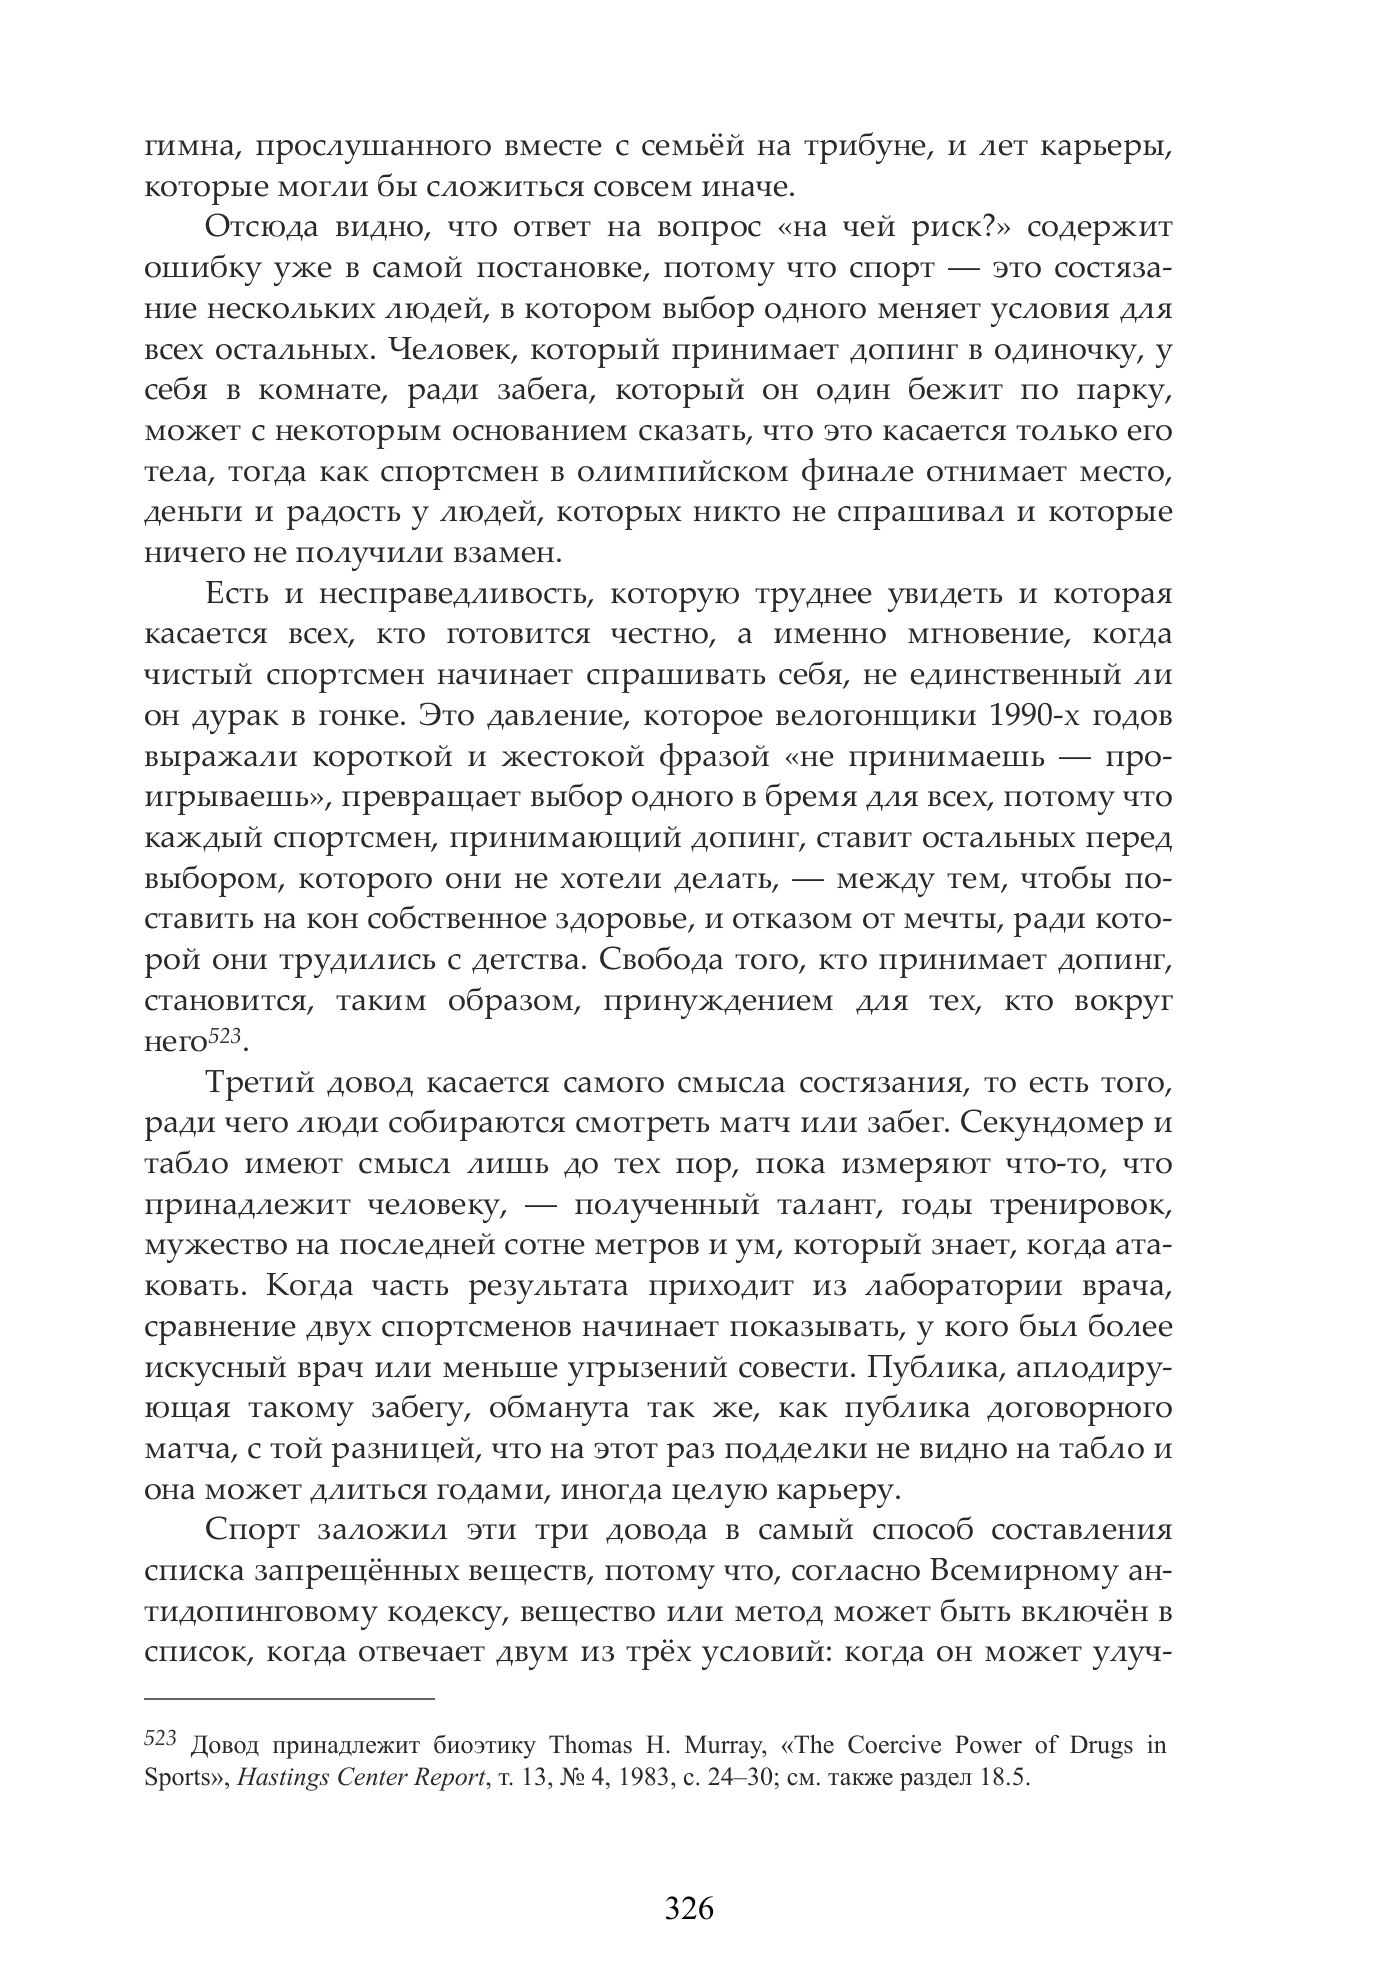 гимна, прослушанного вместе с семьёй на трибуне, и лет карьеры,
которые могли бы сложиться совсем иначе.
Отсюда видно, что ответ на вопрос «на чей риск?» содержит
ошибку уже в самой постановке, потому что спорт — это состяза-
ние нескольких людей, в котором выбор одного меняет условия для
всех остальных. Человек, который принимает допинг в одиночку, у
себя в комнате, ради забега, который он один бежит по парку,
может с некоторым основанием сказать, что это касается только его
тела, тогда как спортсмен в олимпийском финале отнимает место,
деньги и радость у людей, которых никто не спрашивал и которые
ничего не получили взамен.
Есть и несправедливость, которую труднее увидеть и которая
касается всех, кто готовится честно, а именно мгновение, когда
чистый спортсмен начинает спрашивать себя, не единственный ли
он дурак в гонке. Это давление, которое велогонщики 1990-х годов
выражали короткой и жестокой фразой «не принимаешь — про-
игрываешь», превращает выбор одного в бремя для всех, потому что
каждый спортсмен, принимающий допинг, ставит остальных перед
выбором, которого они не хотели делать, — между тем, чтобы по-
ставить на кон собственное здоровье, и отказом от мечты, ради кото-
рой они трудились с детства. Свобода того, кто принимает допинг,
становится, таким образом, принуждением для тех, кто вокруг
него523.
Третий довод касается самого смысла состязания, то есть того,
ради чего люди собираются смотреть матч или забег. Секундомер и
табло имеют смысл лишь до тех пор, пока измеряют что-то, что
принадлежит человеку, — полученный талант, годы тренировок,
мужество на последней сотне метров и ум, который знает, когда ата-
ковать. Когда часть результата приходит из лаборатории врача,
сравнение двух спортсменов начинает показывать, у кого был более
искусный врач или меньше угрызений совести. Публика, аплодиру-
ющая такому забегу, обманута так же, как публика договорного
матча, с той разницей, что на этот раз подделки не видно на табло и
она может длиться годами, иногда целую карьеру.
Спорт заложил эти три довода в самый способ составления
списка запрещённых веществ, потому что, согласно Всемирному ан-
тидопинговому кодексу, вещество или метод может быть включён в
список, когда отвечает двум из трёх условий: когда он может улуч-
523 Довод принадлежит биоэтику Thomas H. Murray, «The Coercive Power of Drugs in
Sports», Hastings Center Report, т. 13, № 4, 1983, с. 24–30; см. также раздел 18.5.
326